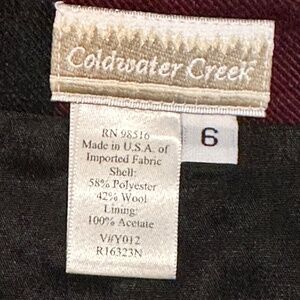 Coldwater Creek
6
RN 98516
Made in U.S.A. of
Imported Fabric
Shell:
58% Polyester
42% Wool
Lining:
100% Acetate
V#Y012
R16323N